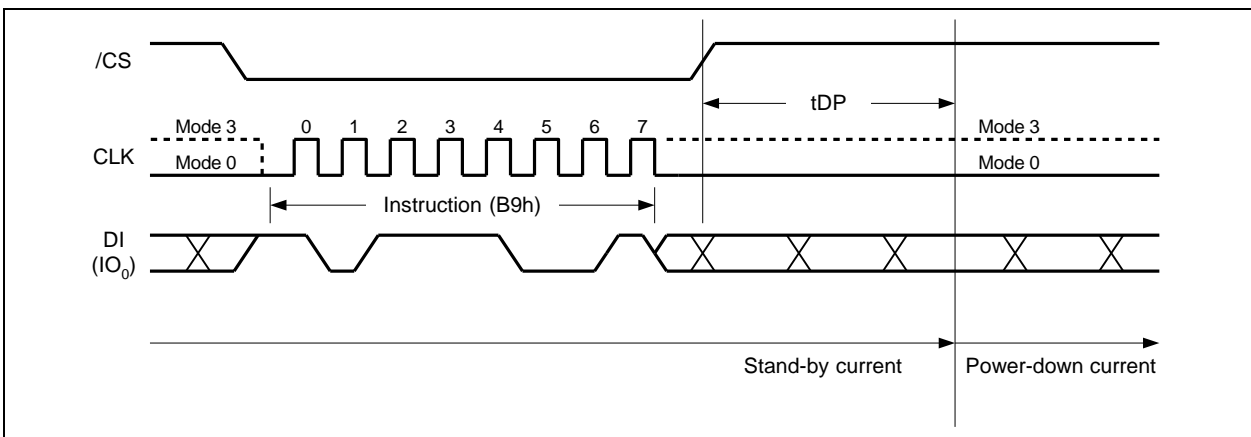 /CS
tDP
Mode 3 0 1 2 3 4 5 6 7 Mode 3
CLK
Mode 0 Mode 0
Instruction (B9h)
DI
(IO₀)
Stand-by current Power-down current